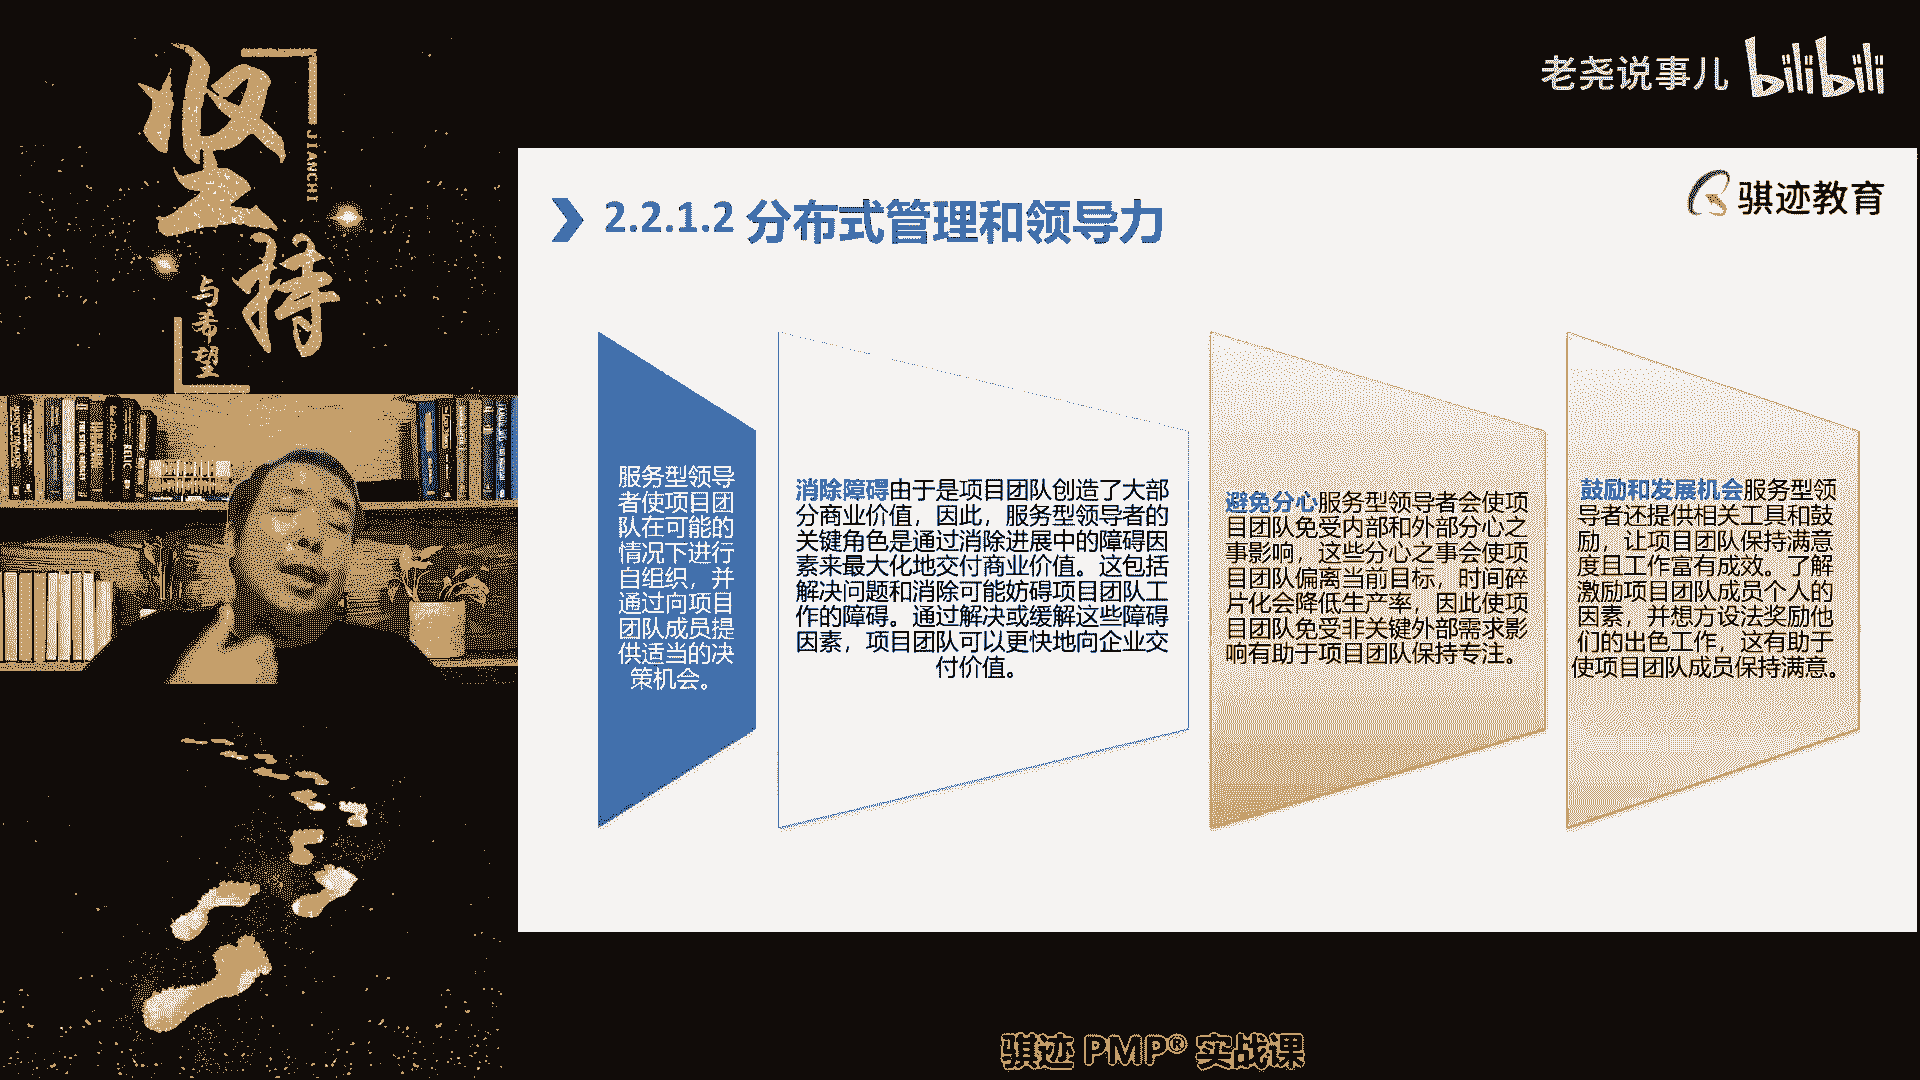 坚持
JIANCHI
与希望
老尧说事儿 bilibili
骐迹教育
2.2.1.2 分布式管理和领导力
服务型领导
者使项目团
队在可能的
情况下进行
自组织，并
通过向项目
团队成员提
供适当的决
策机会。
消除障碍由于是项目团队创造了大部
分商业价值，因此，服务型领导者的
关键角色是通过消除进展中的障碍因
素来最大化地交付商业价值。这包括
解决问题和消除可能妨碍项目团队工
作的障碍。通过解决或缓解这些障碍
因素，项目团队可以更快地向企业交
付价值。
避免分心服务型领导者会使项
目团队免受内部和外部分心之
事影响，这些分心之事会使项
目团队偏离当前目标，时间碎
片化会降低生产率，因此使项
目团队免受非关键外部需求影
响有助于项目团队保持专注。
鼓励和发展机会服务型领
导者还提供相关工具和鼓
励，让项目团队保持满意
度且工作富有成效。了解
激励项目团队成员个人的
因素，并想方设法奖励他
们的出色工作，这有助于
使项目团队成员保持满意。
骐迹 PMP® 实战课